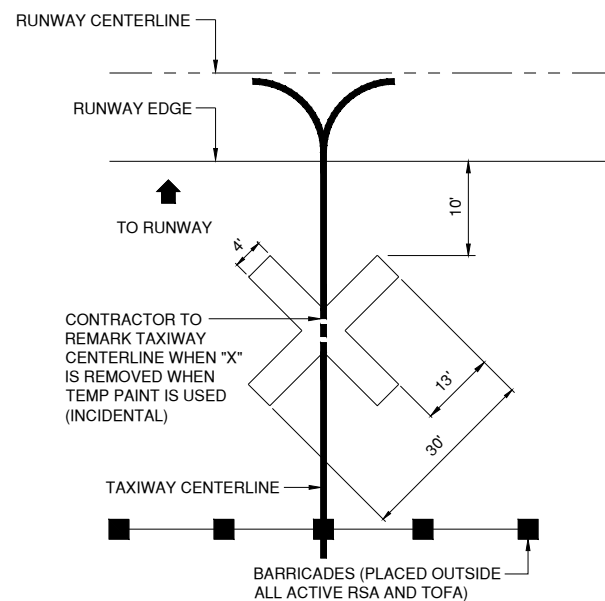 RUNWAY CENTERLINE
RUNWAY EDGE
TO RUNWAY
10'
4'
CONTRACTOR TO
REMARK TAXIWAY
CENTERLINE WHEN "X"
IS REMOVED WHEN
TEMP PAINT IS USED
(INCIDENTAL)
13'
30'
TAXIWAY CENTERLINE
BARRICADES (PLACED OUTSIDE
ALL ACTIVE RSA AND TOFA)